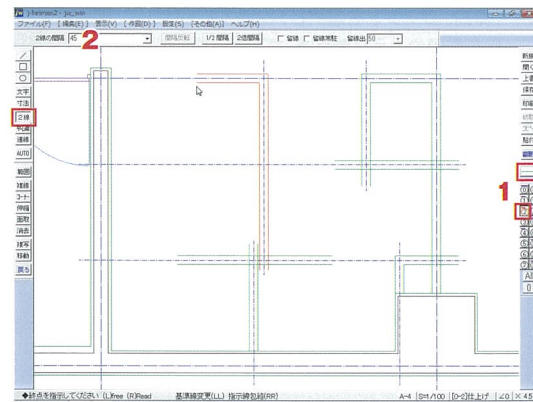 jw-heimen2 - jw_win
ファイル(F) [編集(E)] 表示(V) [作図(D)] 設定(S) [その他(A)] ヘルプ(H)
2線の間隔 45 間隔反転 1/2 間隔 2倍間隔 留線 留線常駐 留線出 50
2
文字
寸法
2線
連線
AUTO
範囲
複線
コーナー
伸縮
面取
消去
複写
移動
戻る
1
◆終点を指示してください (L)free (R)Read 基準線変更(LL) 指示線包絡(RR) A-4 S=1/100 [0-2]仕上げ ∠0 × 45